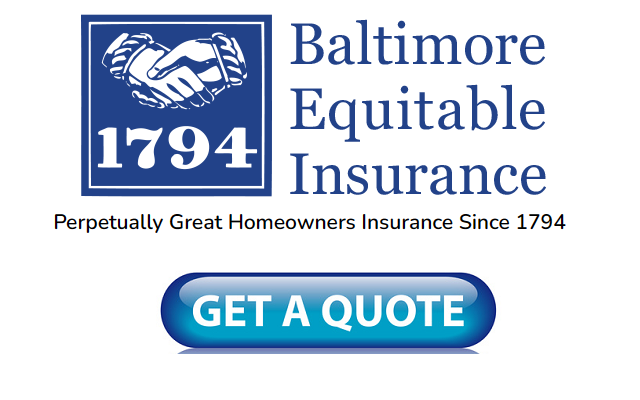 1794
Baltimore
Equitable
Insurance
Perpetually Great Homeowners Insurance Since 1794
GET A QUOTE